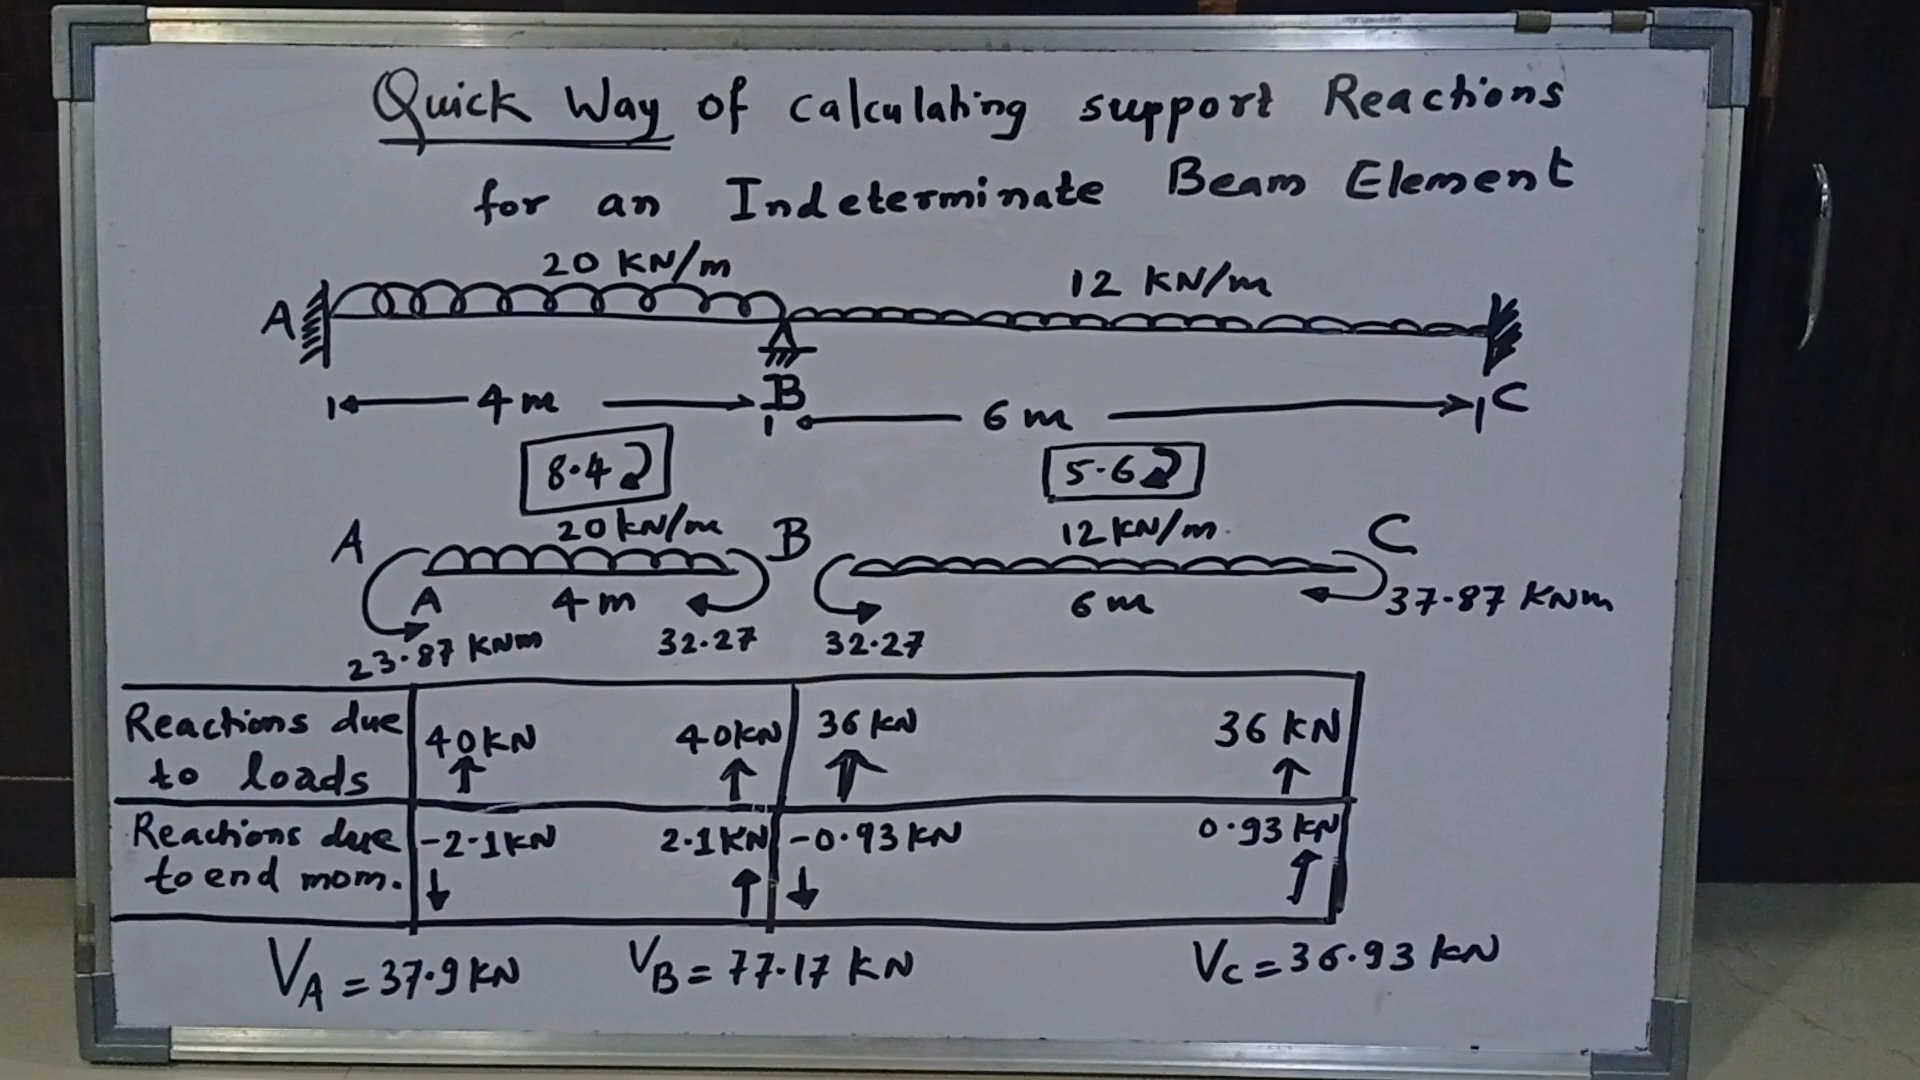 Quick Way of calculating support Reactions
for an Indeterminate Beam Element
20 KN/m
12 KN/m
A
4 m
B
6 m
C
8.4
5.6
20 kN/m
12 KN/m.
A
B
C
A
4 m
6 m
37.87 KNm
23.87 KNm
32.27
32.27
Reactions due
to loads
40KN
40KN
36 KN
36 KN
Reactions due
to end mom.
-2.1KN
2.1KN
-0.93KN
0.93 KN
VA = 37.9 KN
VB = 77.17 KN
VC = 36.93 KN